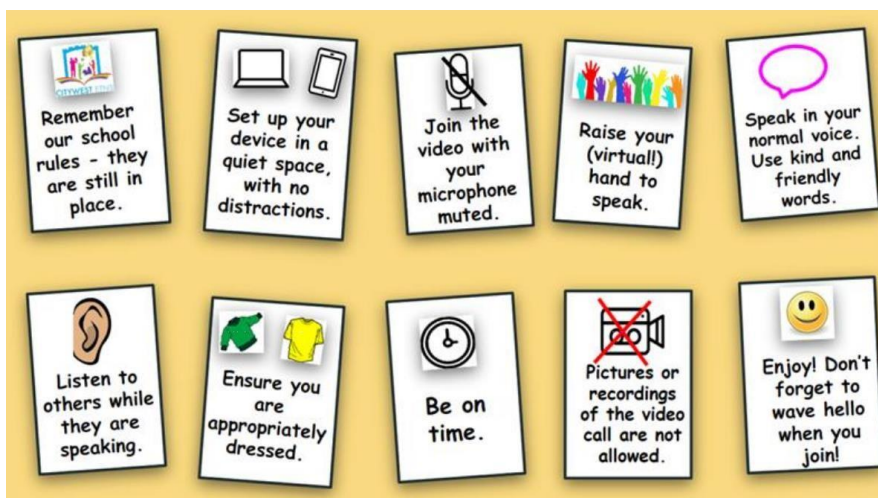 CITYWEST ETNS
Remember
our school
rules - they
are still in
place.
Set up your
device in a
quiet space,
with no
distractions.
Join the
video with
your
microphone
muted.
Raise your
(virtual!)
hand to
speak.
Speak in your
normal voice.
Use kind and
friendly
words.
Listen to
others while
they are
speaking.
Ensure you
are
appropriately
dressed.
Be on
time.
Pictures or
recordings
of the video
call are not
allowed.
Enjoy! Don't
forget to
wave hello
when you
join!